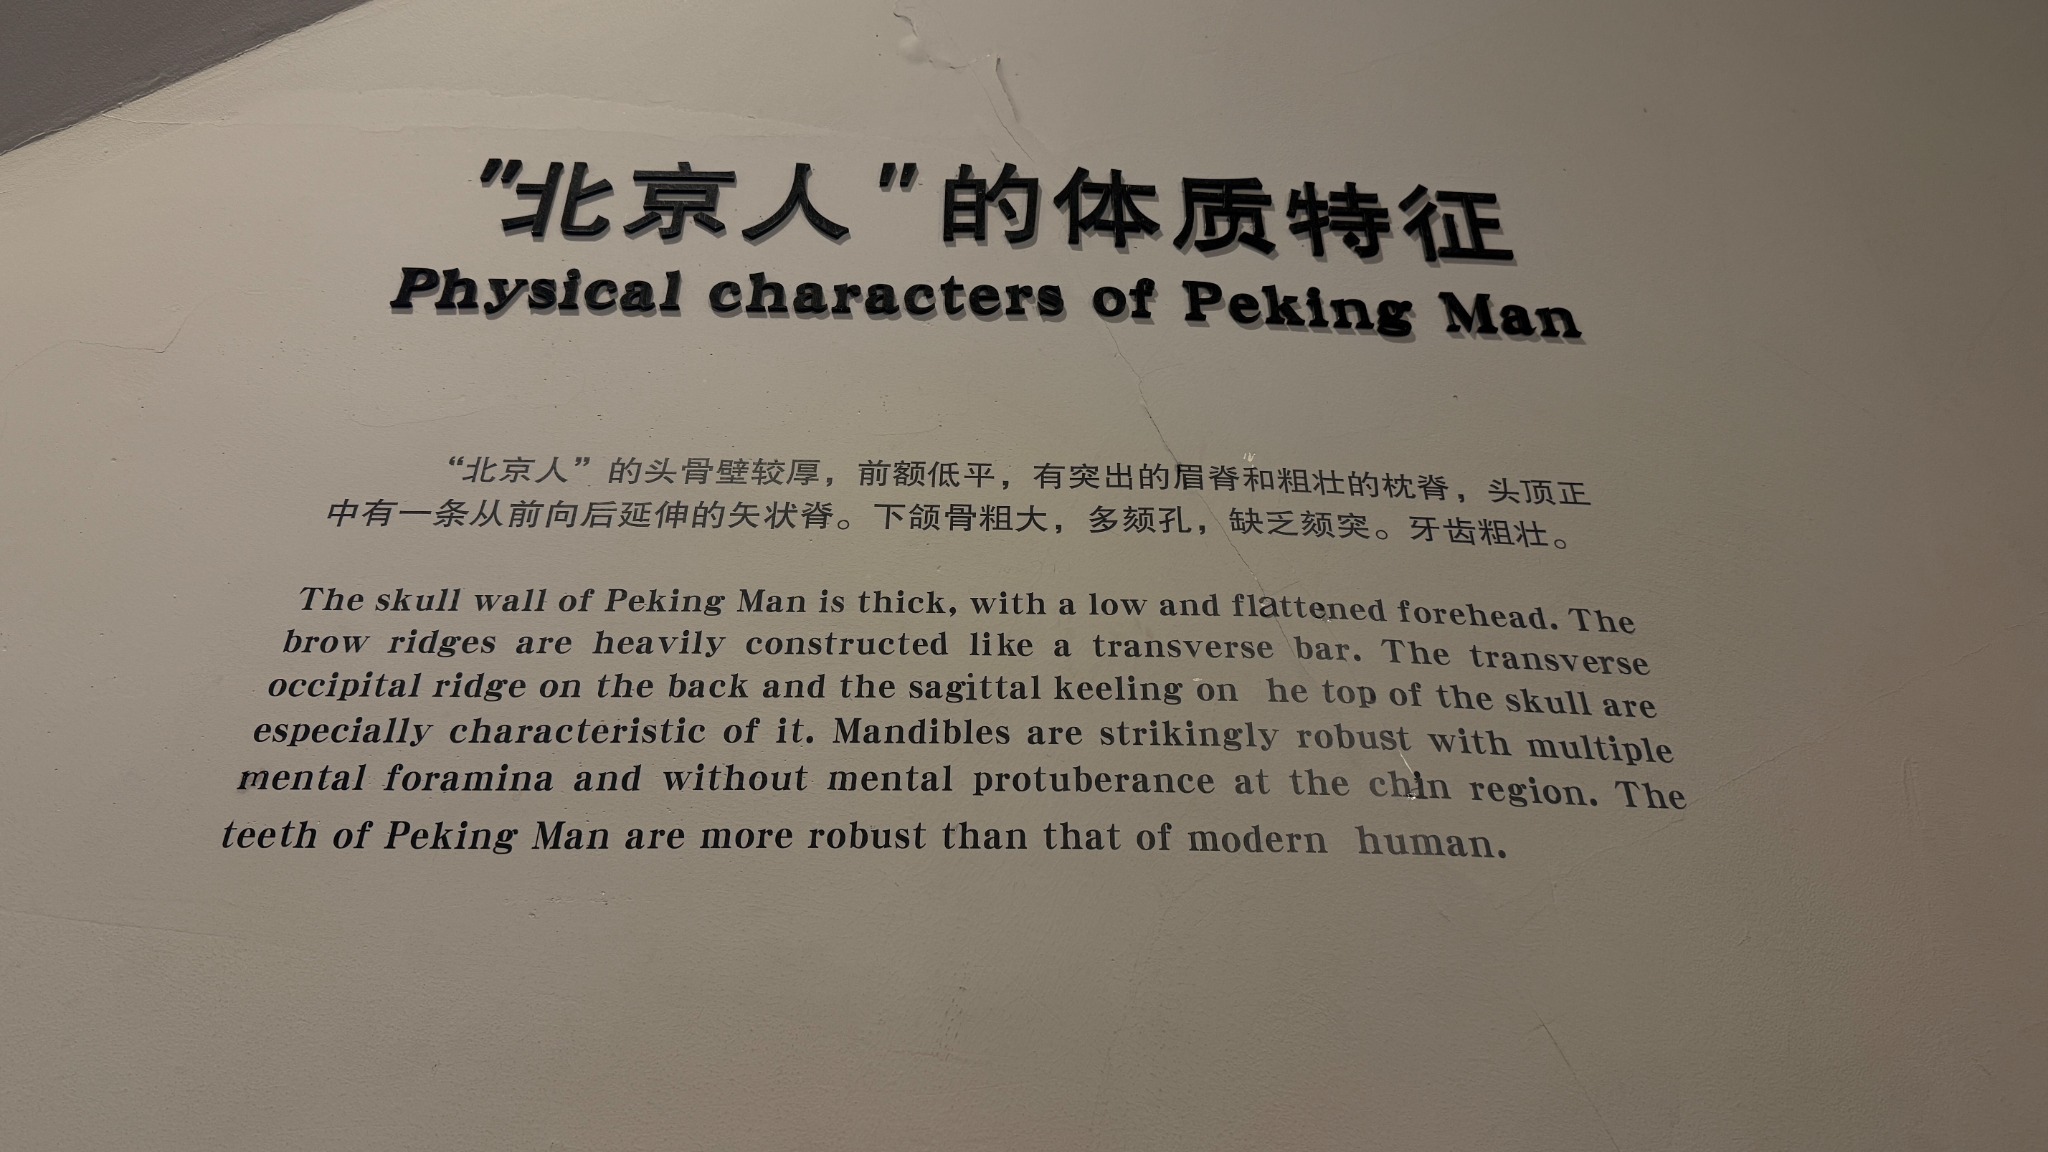 "北京人"的体质特征
Physical characters of Peking Man
“北京人”的头骨壁较厚，前额低平，有突出的眉脊和粗壮的枕脊，头顶正
中有一条从前向后延伸的矢状脊。下颌骨粗大，多颏孔，缺乏颏突。牙齿粗壮。
The skull wall of Peking Man is thick, with a low and flattened forehead. The
brow ridges are heavily constructed like a transverse bar. The transverse
occipital ridge on the back and the sagittal keeling on he top of the skull are
especially characteristic of it. Mandibles are strikingly robust with multiple
mental foramina and without mental protuberance at the chin region. The
teeth of Peking Man are more robust than that of modern human.